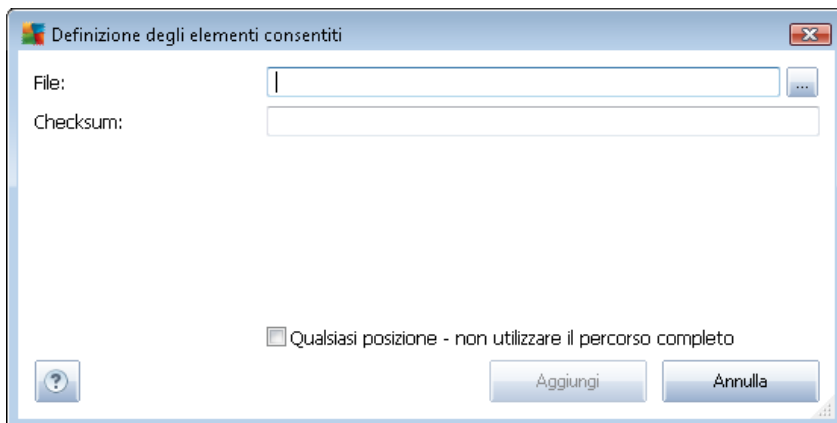 Definizione degli elementi consentiti
File:
...
Checksum:
Qualsiasi posizione - non utilizzare il percorso completo
?
Aggiungi
Annulla